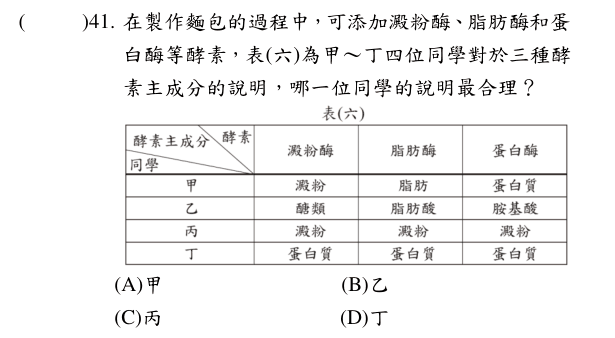 (　　)41. 在製作麵包的過程中，可添加澱粉酶、脂肪酶和蛋
白酶等酵素，表(六)為甲～丁四位同學對於三種酵
素主成分的說明，哪一位同學的說明最合理？
表(六)
酵素主成分 酵素 澱粉酶 脂肪酶 蛋白酶
同學
甲 澱粉 脂肪 蛋白質
乙 醣類 脂肪酸 胺基酸
丙 澱粉 澱粉 澱粉
丁 蛋白質 蛋白質 蛋白質
(A)甲 (B)乙
(C)丙 (D)丁